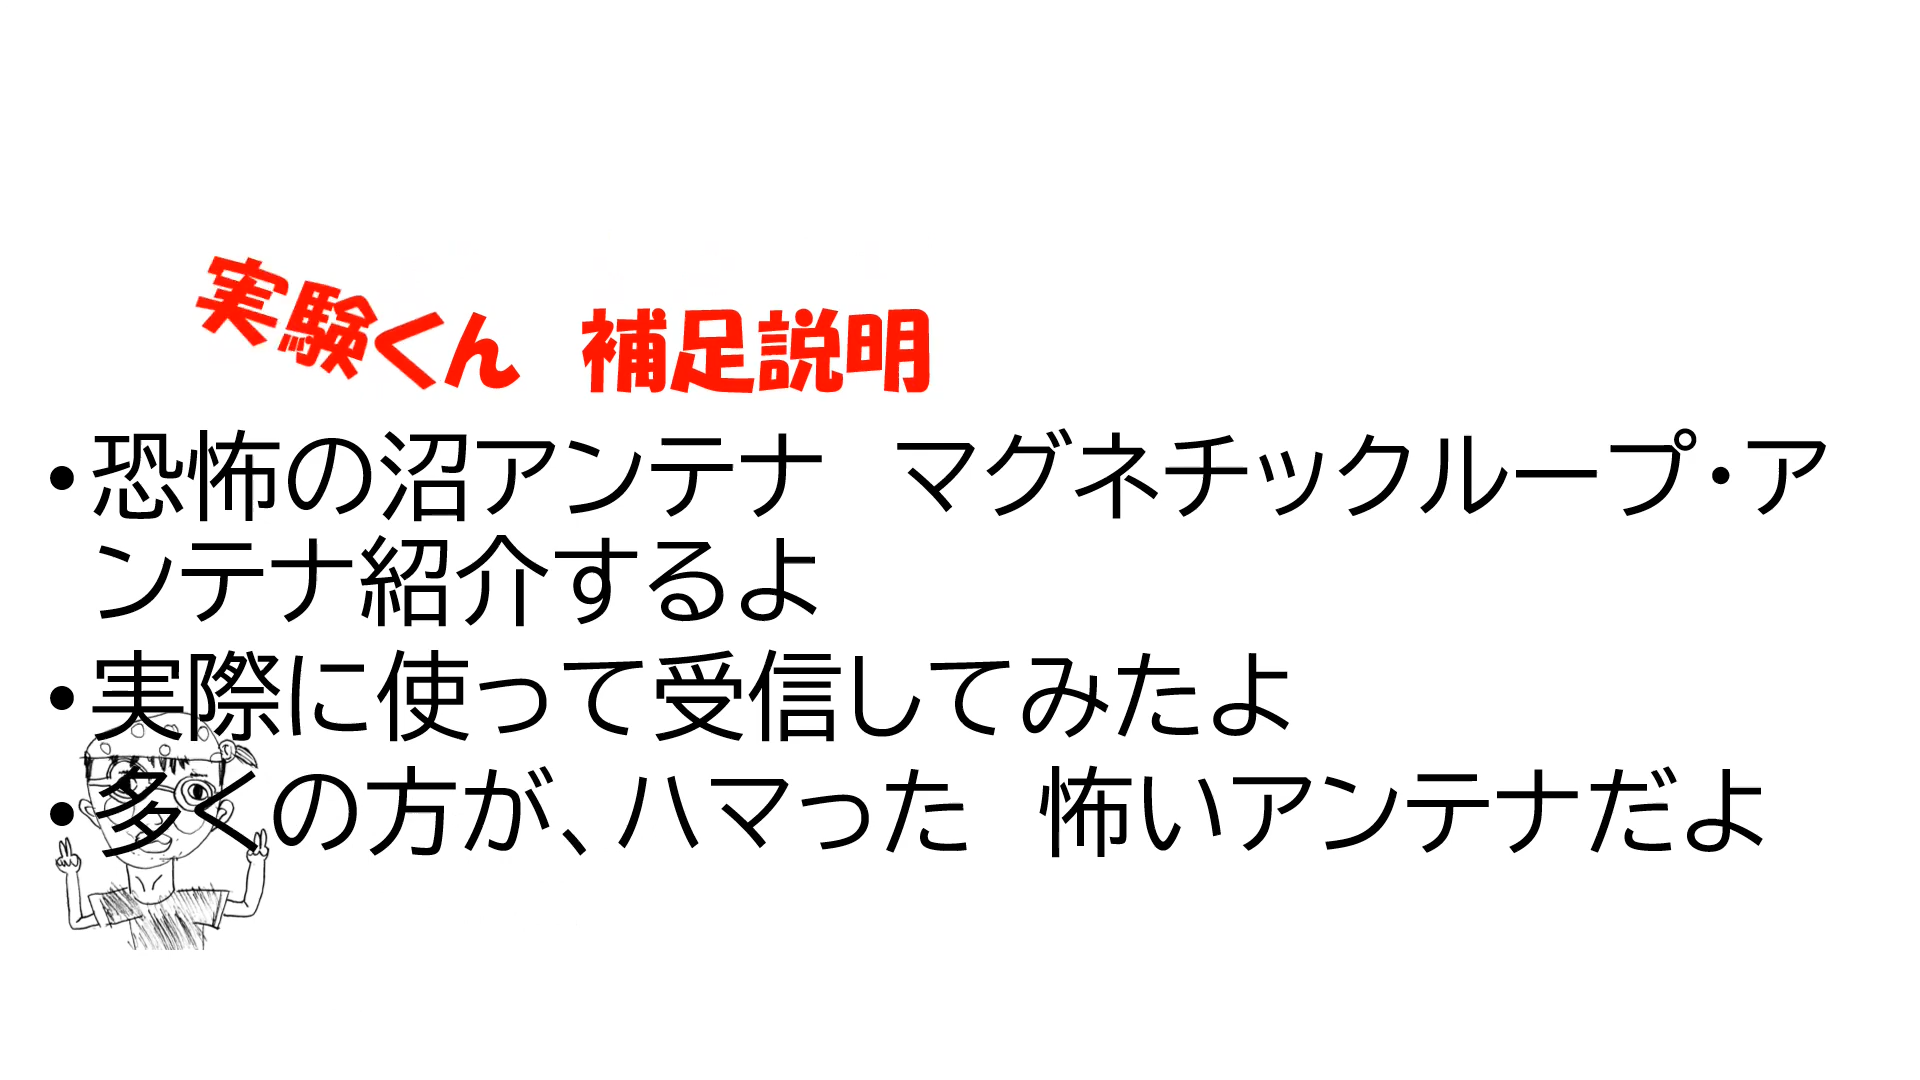 実験くん　補足説明
•恐怖の沼アンテナ　マグネチックループ・ア
ンテナ紹介するよ
•実際に使って受信してみたよ
•多くの方が、ハマった　怖いアンテナだよ